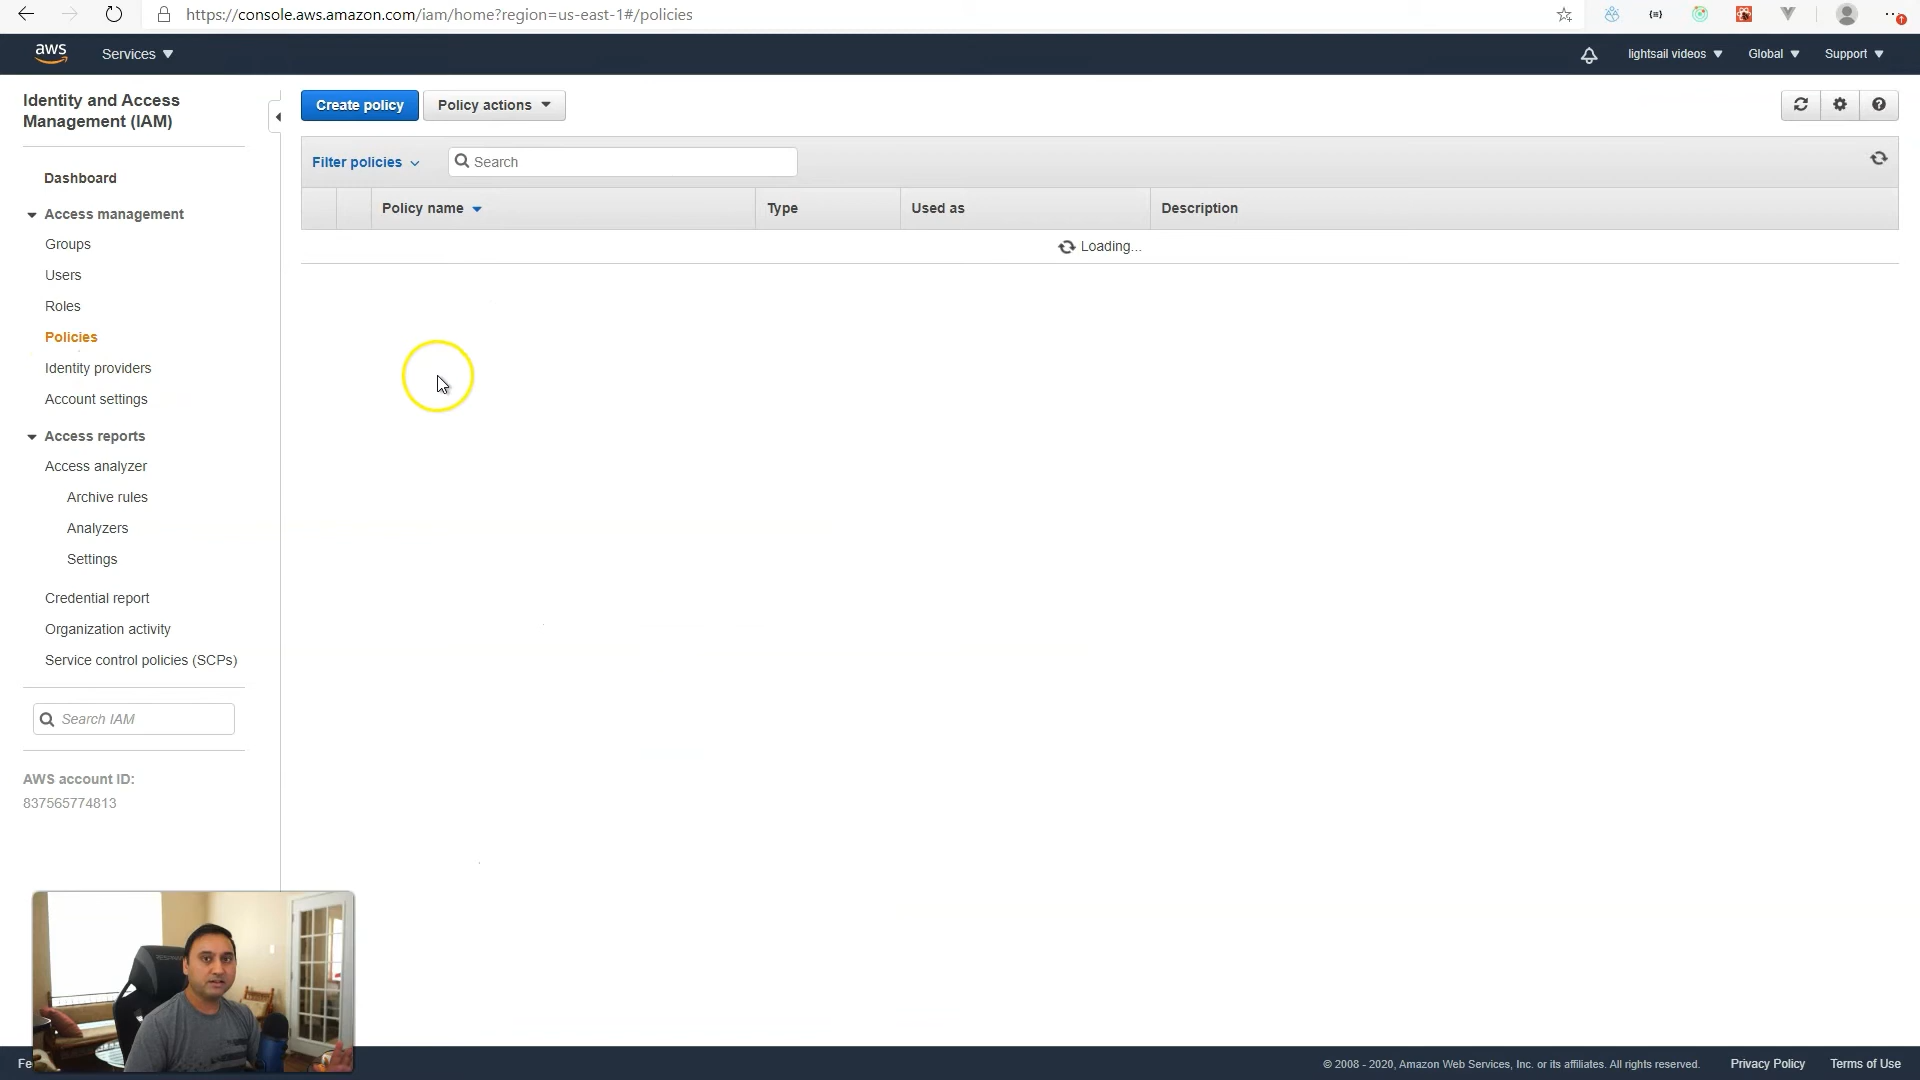 https://console.aws.amazon.com/iam/home?region=us-east-1#/policies
aws
Services
lightsail videos
Global
Support
Identity and Access
Management (IAM)
Dashboard
Access management
Groups
Users
Roles
Policies
Identity providers
Account settings
Access reports
Access analyzer
Archive rules
Analyzers
Settings
Credential report
Organization activity
Service control policies (SCPs)
Search IAM
AWS account ID:
837565774813
Create policy
Policy actions
Filter policies
Search
Policy name
Type
Used as
Description
Loading...
Fe
© 2008 - 2020, Amazon Web Services, Inc. or its affiliates. All rights reserved.
Privacy Policy
Terms of Use